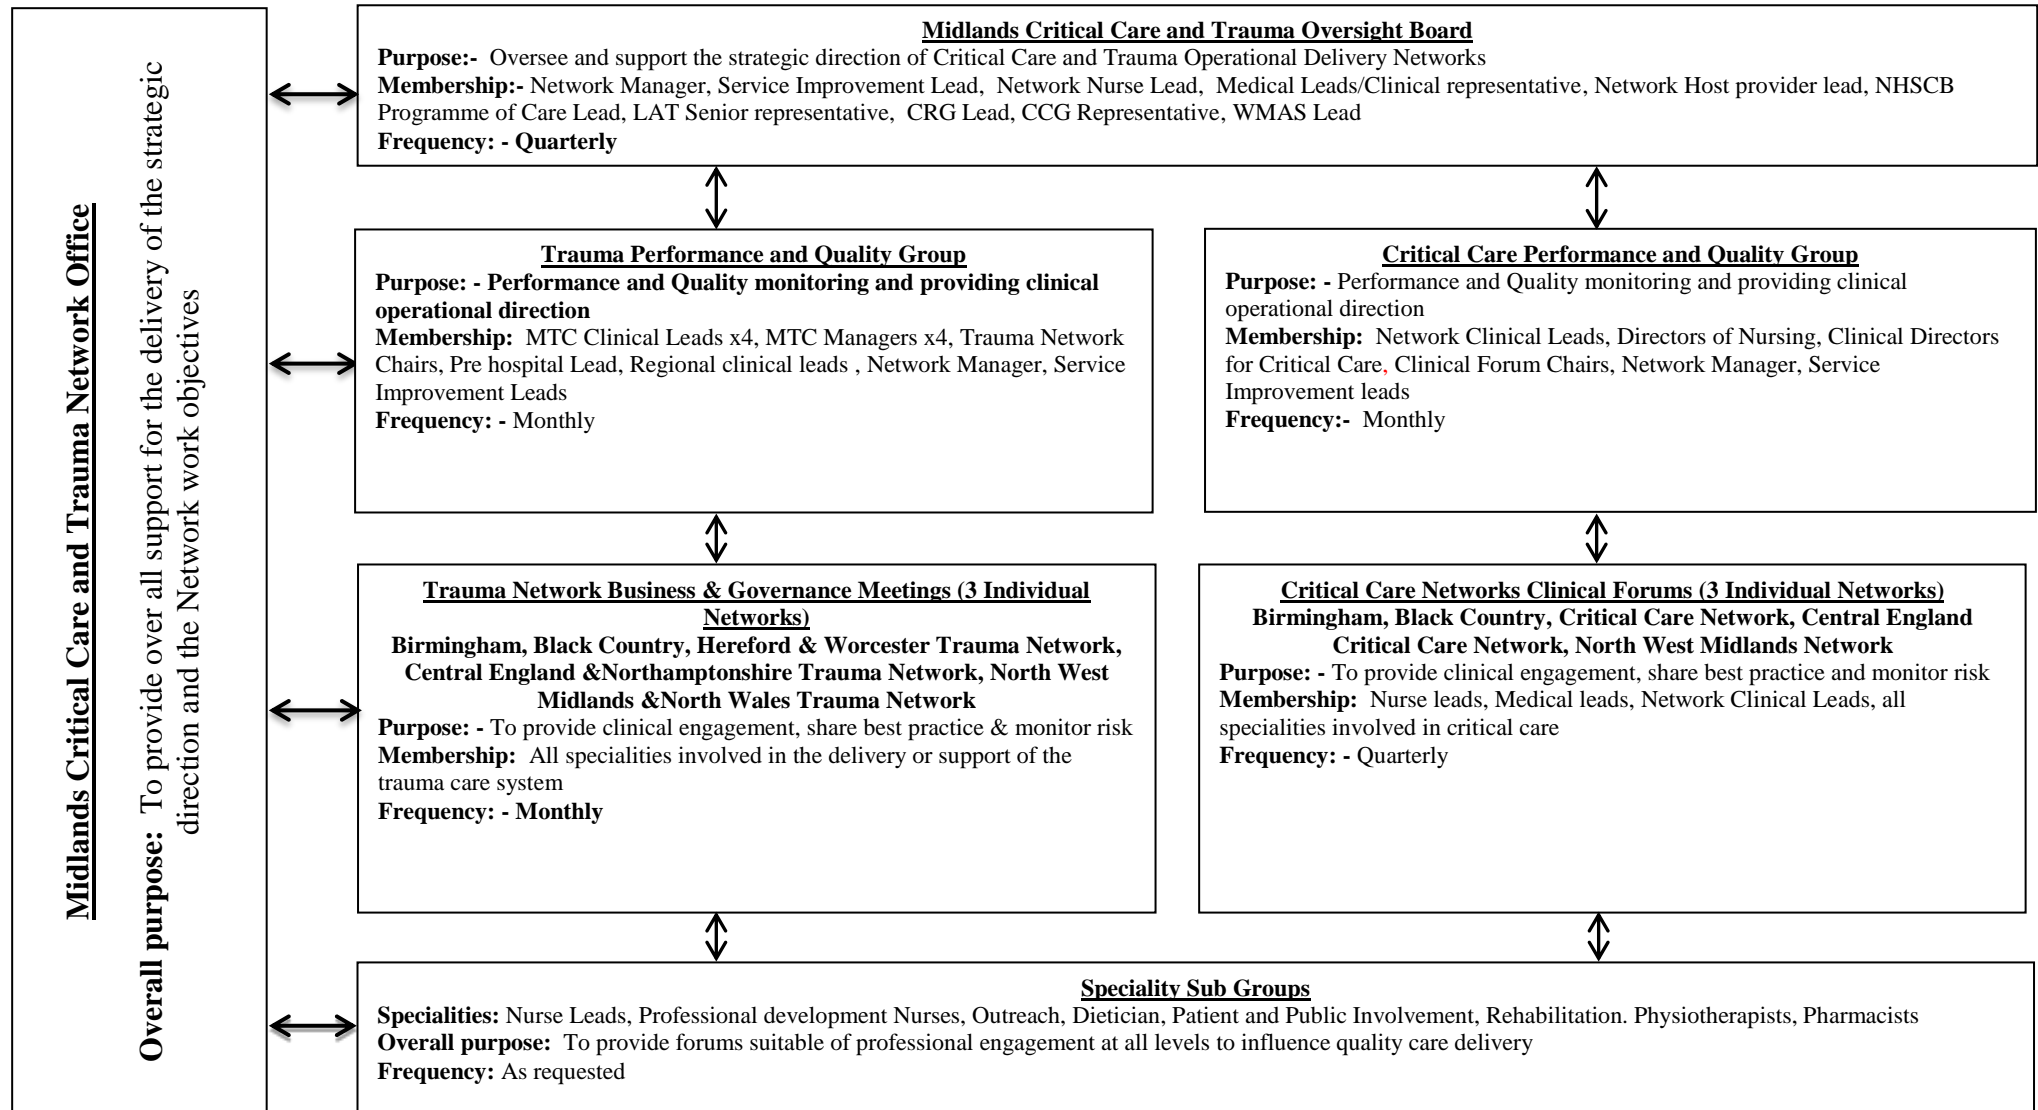 Midlands Critical Care and Trauma Network Office
Overall purpose: To provide over all support for the delivery of the strategic
direction and the Network work objectives
Midlands Critical Care and Trauma Oversight Board
Purpose:- Oversee and support the strategic direction of Critical Care and Trauma Operational Delivery Networks
Membership:- Network Manager, Service Improvement Lead, Network Nurse Lead, Medical Leads/Clinical representative, Network Host provider lead, NHSCB
Programme of Care Lead, LAT Senior representative, CRG Lead, CCG Representative, WMAS Lead
Frequency: - Quarterly
Trauma Performance and Quality Group
Purpose: - Performance and Quality monitoring and providing clinical
operational direction
Membership: MTC Clinical Leads x4, MTC Managers x4, Trauma Network
Chairs, Pre hospital Lead, Regional clinical leads , Network Manager, Service
Improvement Leads
Frequency: - Monthly
Critical Care Performance and Quality Group
Purpose: - Performance and Quality monitoring and providing clinical
operational direction
Membership: Network Clinical Leads, Directors of Nursing, Clinical Directors
for Critical Care, Clinical Forum Chairs, Network Manager, Service
Improvement leads
Frequency:- Monthly
Trauma Network Business & Governance Meetings (3 Individual
Networks)
Birmingham, Black Country, Hereford & Worcester Trauma Network,
Central England &Northamptonshire Trauma Network, North West
Midlands &North Wales Trauma Network
Purpose: - To provide clinical engagement, share best practice & monitor risk
Membership: All specialities involved in the delivery or support of the
trauma care system
Frequency: - Monthly
Critical Care Networks Clinical Forums (3 Individual Networks)
Birmingham, Black Country, Critical Care Network, Central England
Critical Care Network, North West Midlands Network
Purpose: - To provide clinical engagement, share best practice and monitor risk
Membership: Nurse leads, Medical leads, Network Clinical Leads, all
specialities involved in critical care
Frequency: - Quarterly
Speciality Sub Groups
Specialities: Nurse Leads, Professional development Nurses, Outreach, Dietician, Patient and Public Involvement, Rehabilitation. Physiotherapists, Pharmacists
Overall purpose: To provide forums suitable of professional engagement at all levels to influence quality care delivery
Frequency: As requested